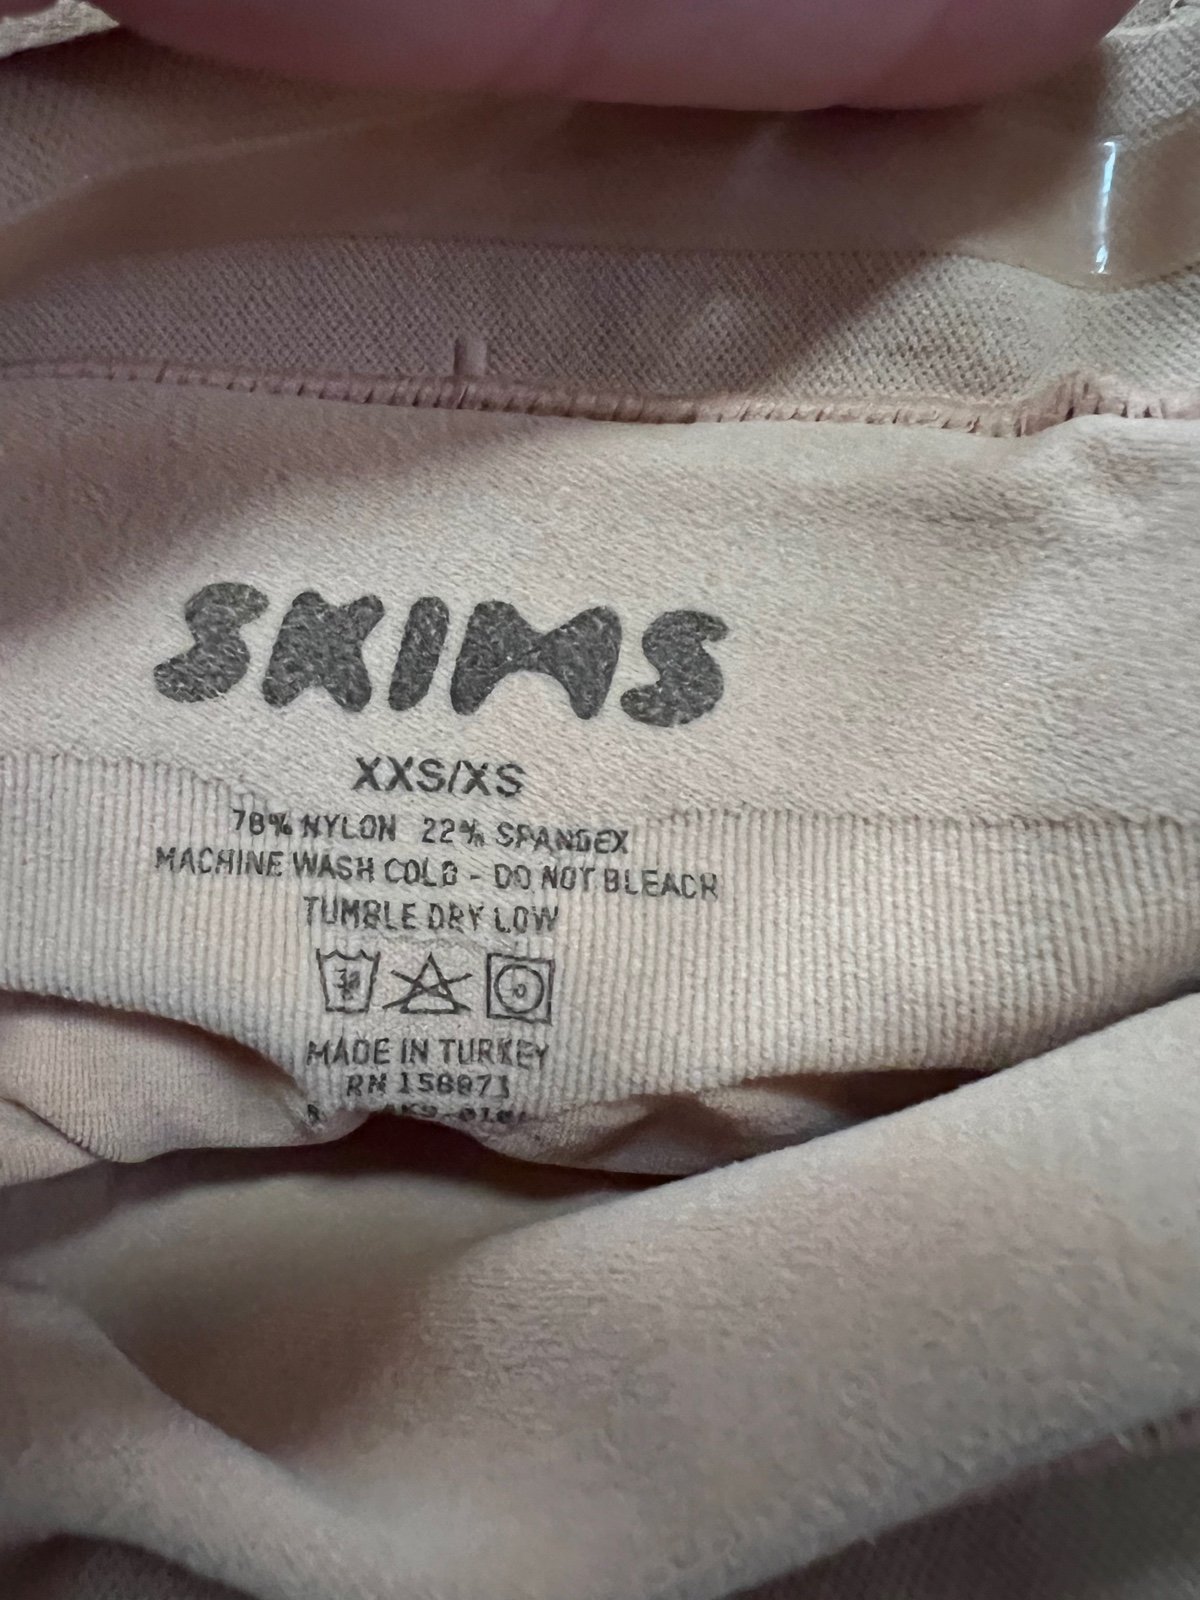 SKIMS
XXS/XS
78% NYLON 22% SPANDEX
MACHINE WASH COLD - DO NOT BLEACH
TUMBLE DRY LOW
MADE IN TURKEY
RN